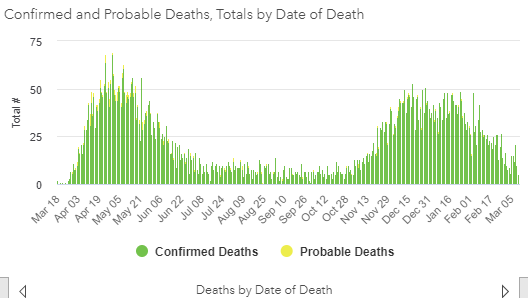 Confirmed and Probable Deaths, Totals by Date of Death
75
50
25
0
Total #
Mar 18
Apr 03
Apr 19
May 05
May 21
Jun 06
Jun 22
Jul 08
Jul 24
Aug 09
Aug 25
Sep 10
Sep 26
Oct 12
Oct 28
Nov 13
Nov 29
Dec 15
Dec 31
Jan 16
Feb 01
Feb 17
Mar 05
Confirmed Deaths
Probable Deaths
Deaths by Date of Death